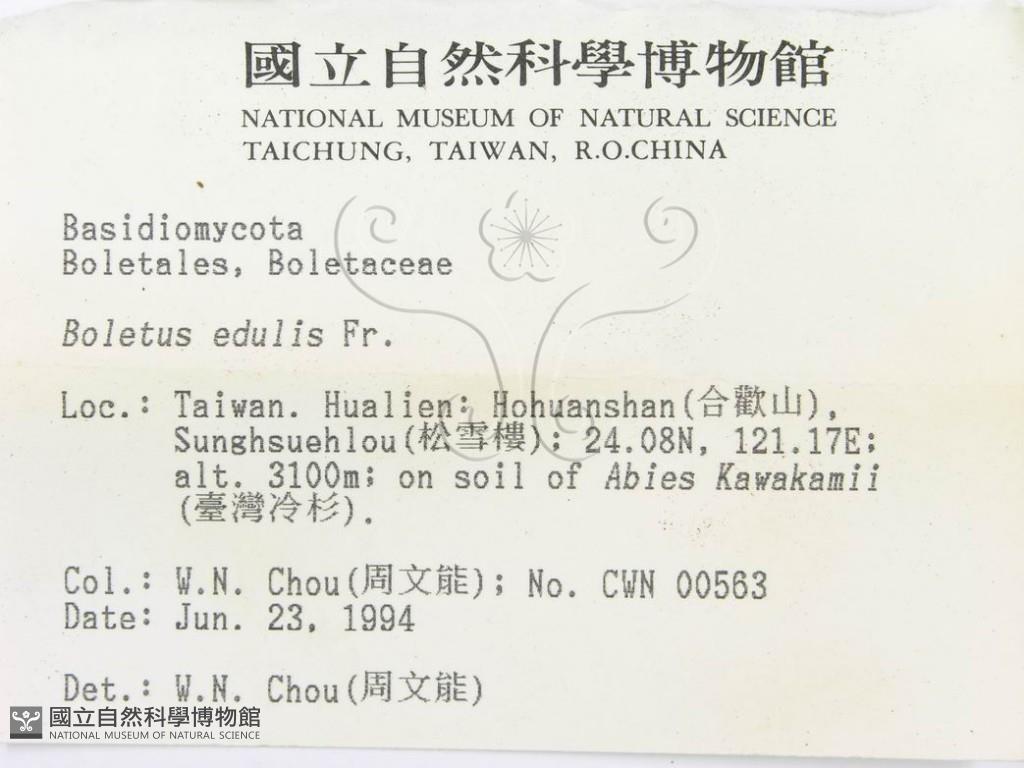 國立自然科學博物館
NATIONAL MUSEUM OF NATURAL SCIENCE
TAICHUNG, TAIWAN, R.O.CHINA
Basidiomycota
Boletales, Boletaceae
Boletus edulis Fr.
Loc.: Taiwan. Hualien: Hohuanshan(合歡山),
Sunghsuehlou(松雪樓); 24.08N, 121.17E;
alt. 3100m; on soil of Abies Kawakamii
(臺灣冷杉).
Col.: W.N. Chou(周文能); No. CWN 00563
Date: Jun. 23, 1994
Det.: W.N. Chou(周文能)
國立自然科學博物館
NATIONAL MUSEUM OF NATURAL SCIENCE